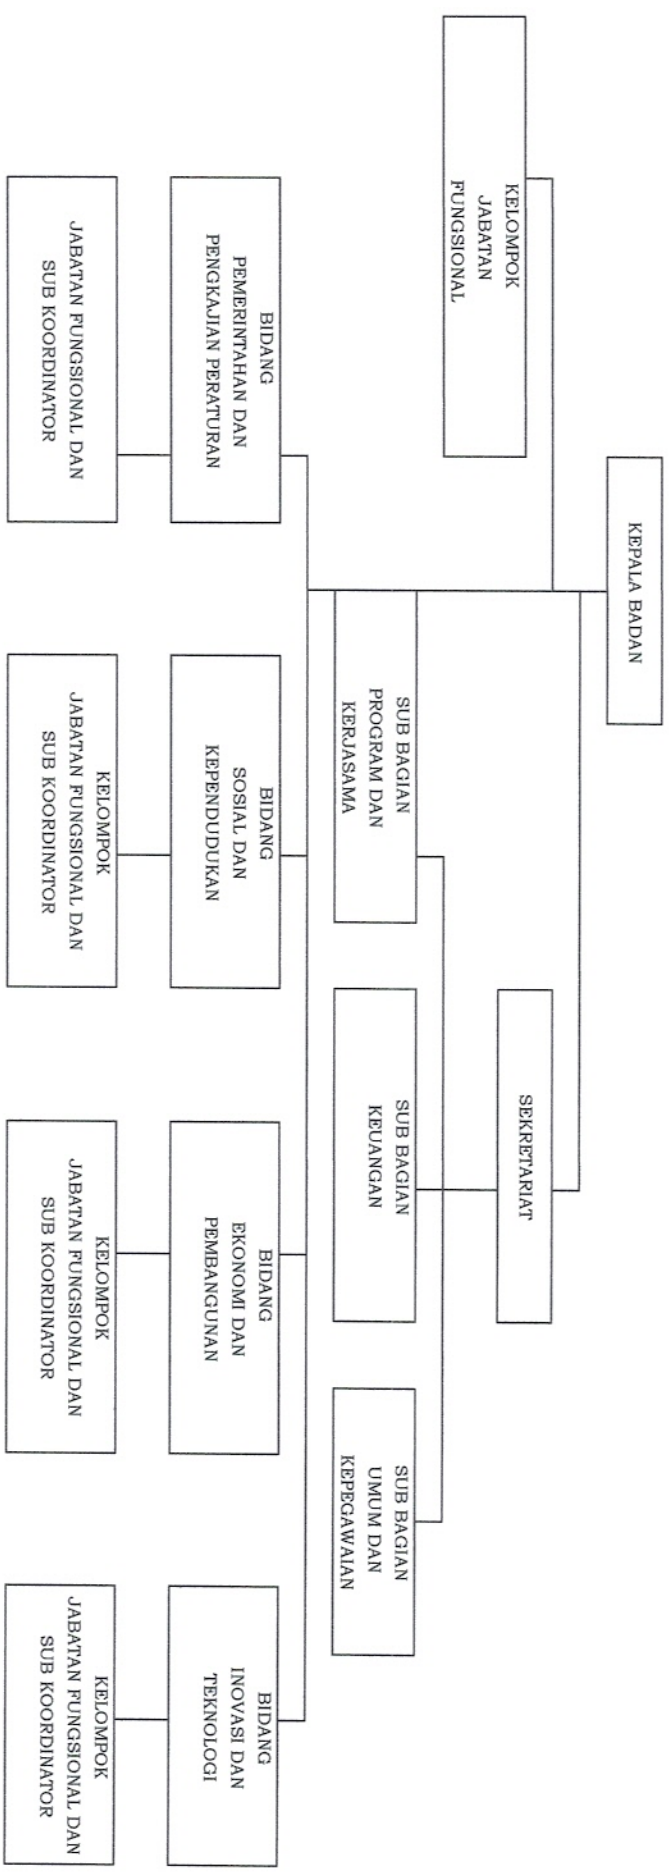 KEPALA BADAN
KELOMPOK
JABATAN
FUNGSIONAL
SEKRETARIAT
SUB BAGIAN
PROGRAM DAN
KERJASAMA
SUB BAGIAN
KEUANGAN
SUB BAGIAN
UMUM DAN
KEPEGAWAIAN
BIDANG
PEMERINTAHAN DAN
PENGKAJIAN PERATURAN
BIDANG
SOSIAL DAN
KEPENDUDUKAN
BIDANG
EKONOMI DAN
PEMBANGUNAN
BIDANG
INOVASI DAN
TEKNOLOGI
JABATAN FUNGSIONAL DAN
SUB KOORDINATOR
KELOMPOK
JABATAN FUNGSIONAL DAN
SUB KOORDINATOR
KELOMPOK
JABATAN FUNGSIONAL DAN
SUB KOORDINATOR
KELOMPOK
JABATAN FUNGSIONAL DAN
SUB KOORDINATOR